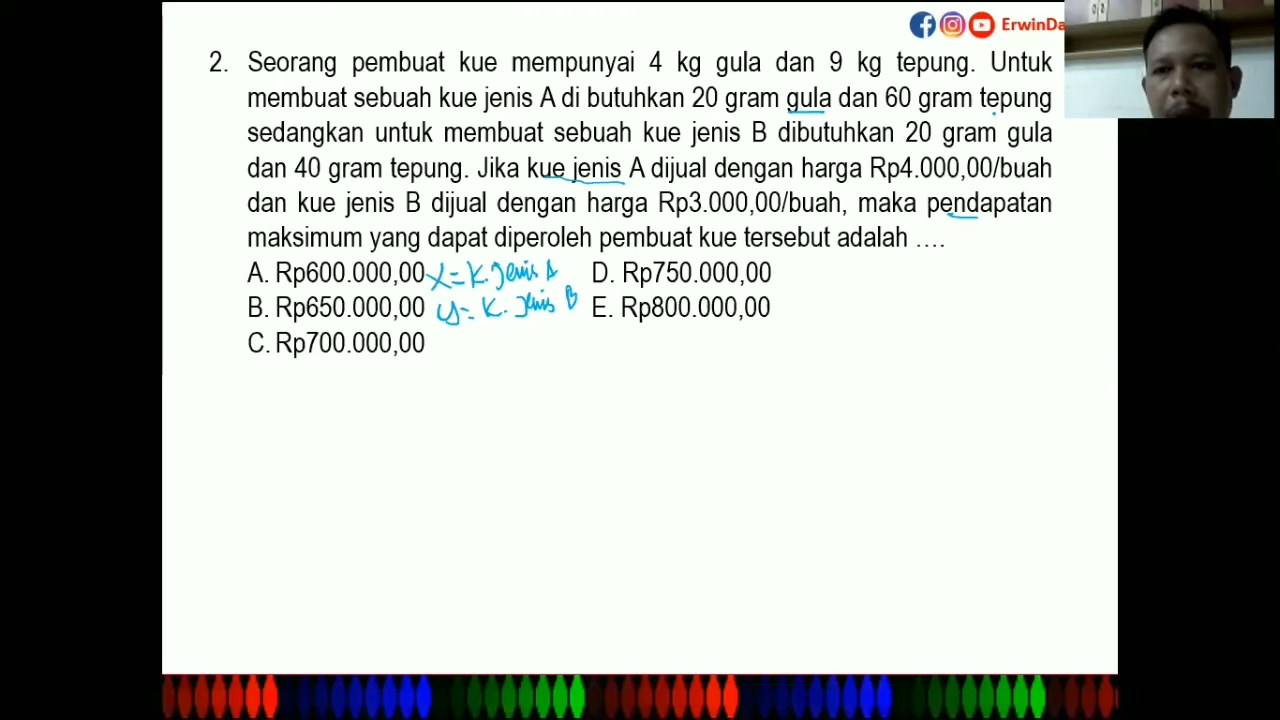 ErwinDa
2. Seorang pembuat kue mempunyai 4 kg gula dan 9 kg tepung. Untuk
membuat sebuah kue jenis A di butuhkan 20 gram gula dan 60 gram tepung
sedangkan untuk membuat sebuah kue jenis B dibutuhkan 20 gram gula
dan 40 gram tepung. Jika kue jenis A dijual dengan harga Rp4.000,00/buah
dan kue jenis B dijual dengan harga Rp3.000,00/buah, maka pendapatan
maksimum yang dapat diperoleh pembuat kue tersebut adalah ....
A. Rp600.000,00 x = K. Jenis A D. Rp750.000,00
B. Rp650.000,00 y = K. Jenis B E. Rp800.000,00
C. Rp700.000,00